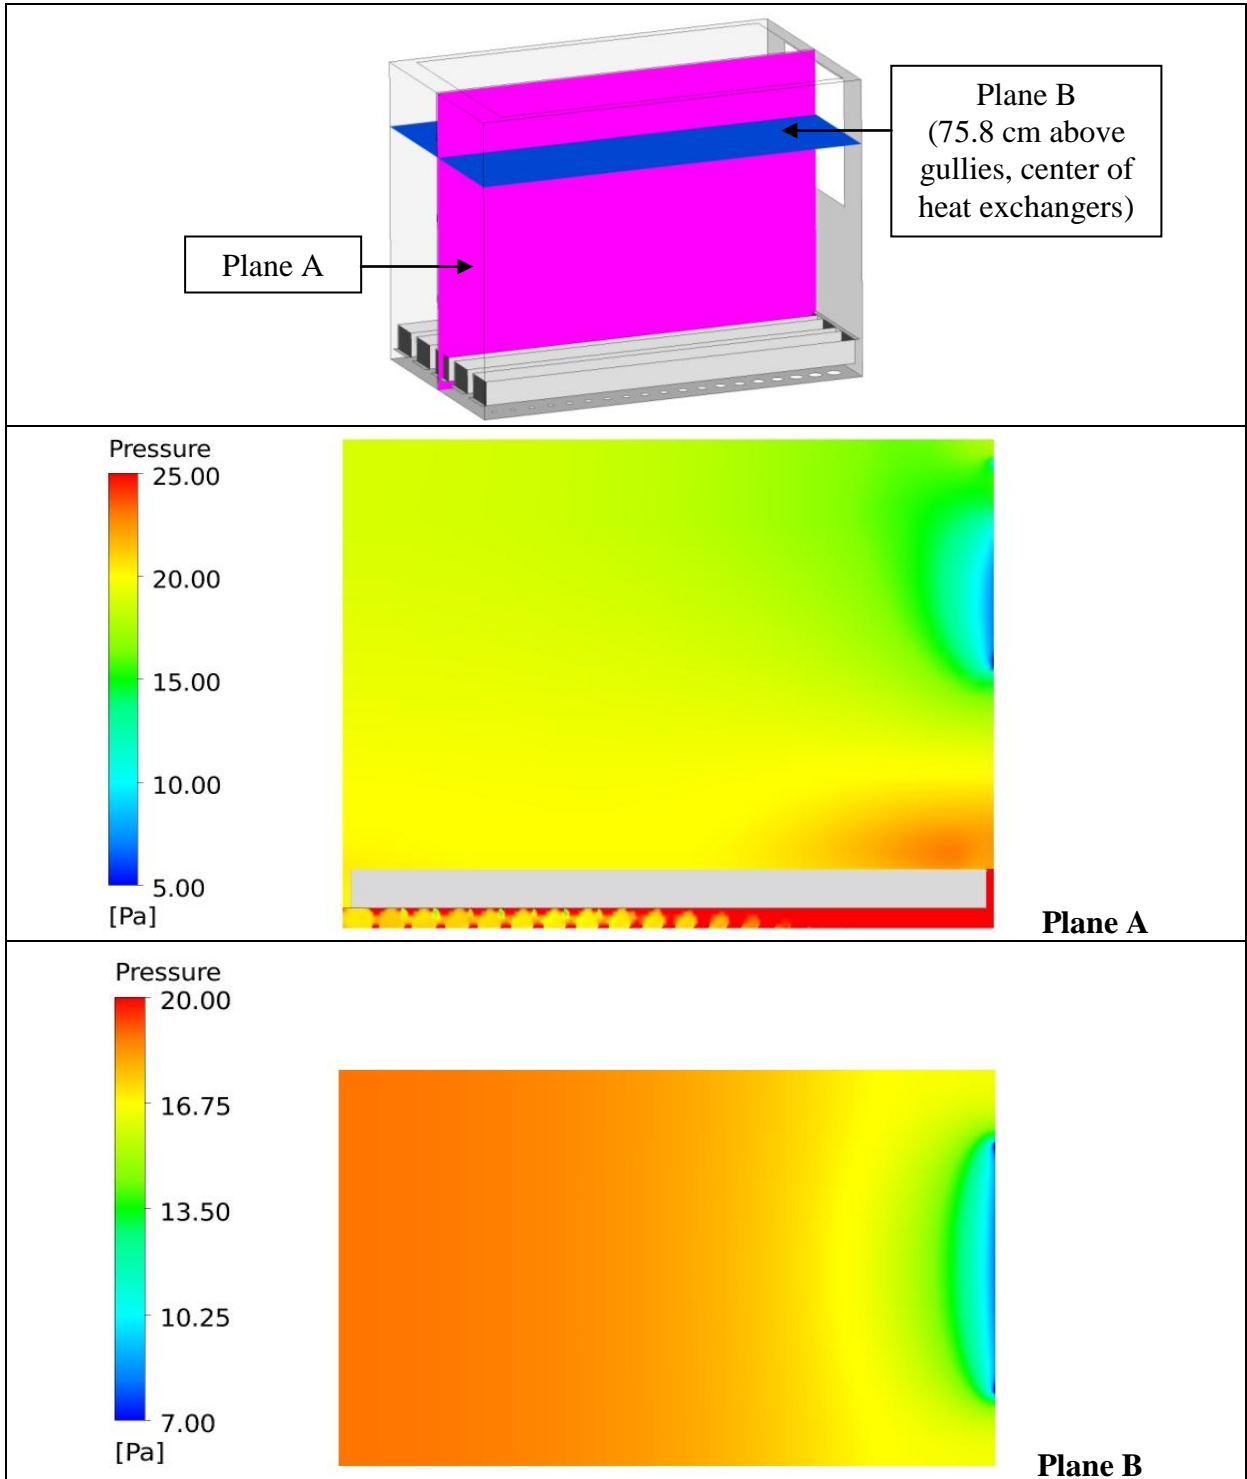 Plane B
(75.8 cm above
gullies, center of
heat exchangers)
Plane A
Pressure
25.00
20.00
15.00
10.00
5.00
[Pa]
Plane A
Pressure
20.00
16.75
13.50
10.25
7.00
[Pa]
Plane B